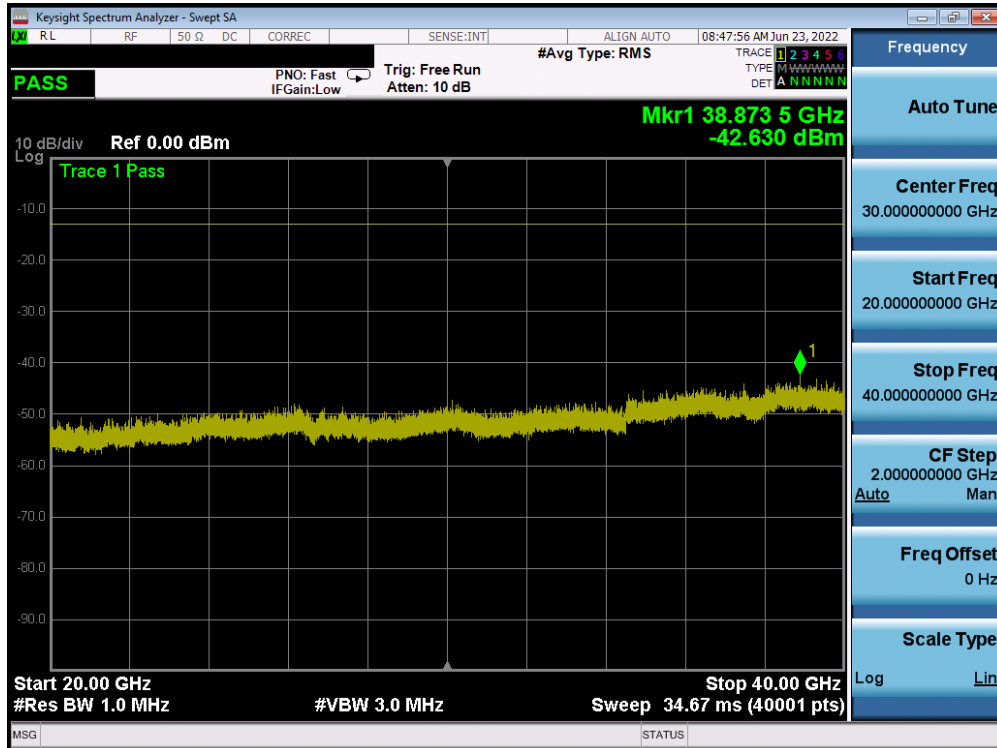 Keysight Spectrum Analyzer - Swept SA
LXI RL RF 50 Ω DC CORREC SENSE:INT ALIGN AUTO 08:47:56 AM Jun 23, 2022
PASS
PNO: Fast
IFGain:Low
Trig: Free Run
Atten: 10 dB
#Avg Type: RMS
TRACE 1 2 3 4 5 6
TYPE M WWWWW
DET A N N N N N
Mkr1 38.873 5 GHz
-42.630 dBm
10 dB/div Ref 0.00 dBm
Log
Trace 1 Pass
-10.0
-20.0
-30.0
-40.0
-50.0
-60.0
-70.0
-80.0
-90.0
1
Start 20.00 GHz Stop 40.00 GHz
#Res BW 1.0 MHz #VBW 3.0 MHz Sweep 34.67 ms (40001 pts)
MSG STATUS
Frequency
Auto Tune
Center Freq
30.000000000 GHz
Start Freq
20.000000000 GHz
Stop Freq
40.000000000 GHz
CF Step
2.000000000 GHz
Auto Man
Freq Offset
0 Hz
Scale Type
Log Lin